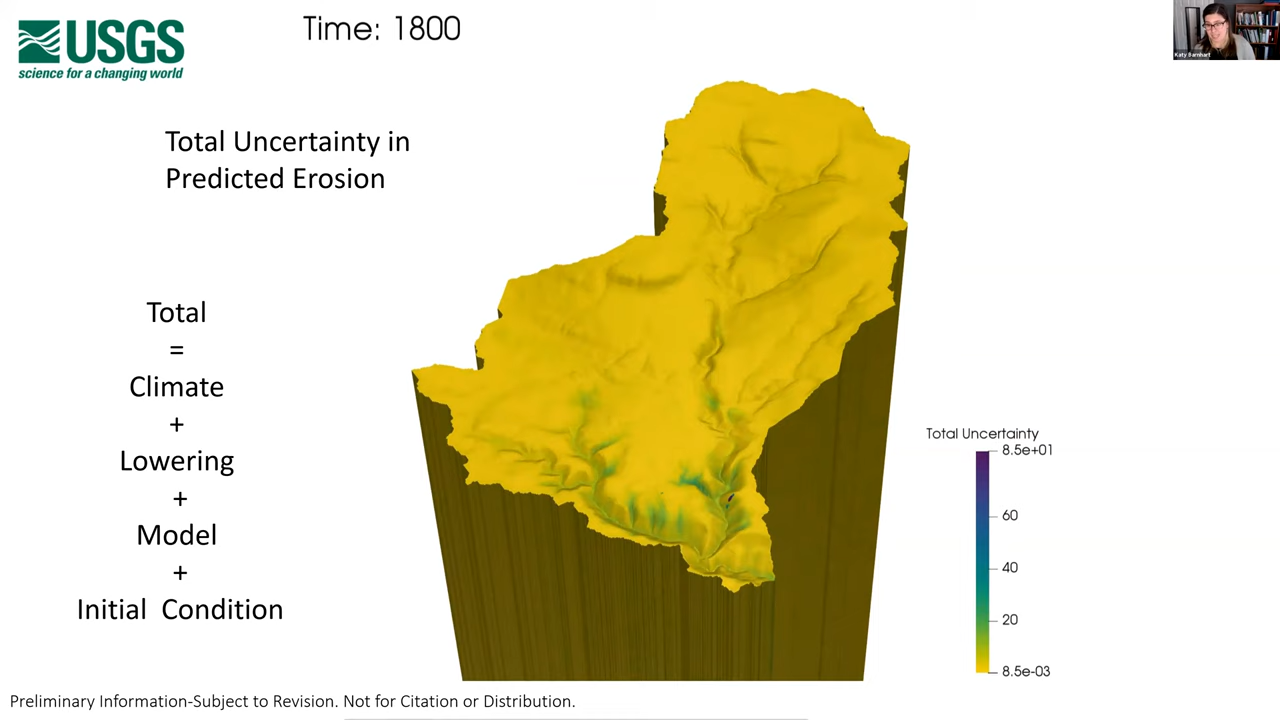 USGS
science for a changing world
Time: 1800
Katy Barnhart
Total Uncertainty in
Predicted Erosion
Total
=
Climate
+
Lowering
+
Model
+
Initial Condition
Total Uncertainty
8.5e+01
60
40
20
8.5e-03
Preliminary Information-Subject to Revision. Not for Citation or Distribution.